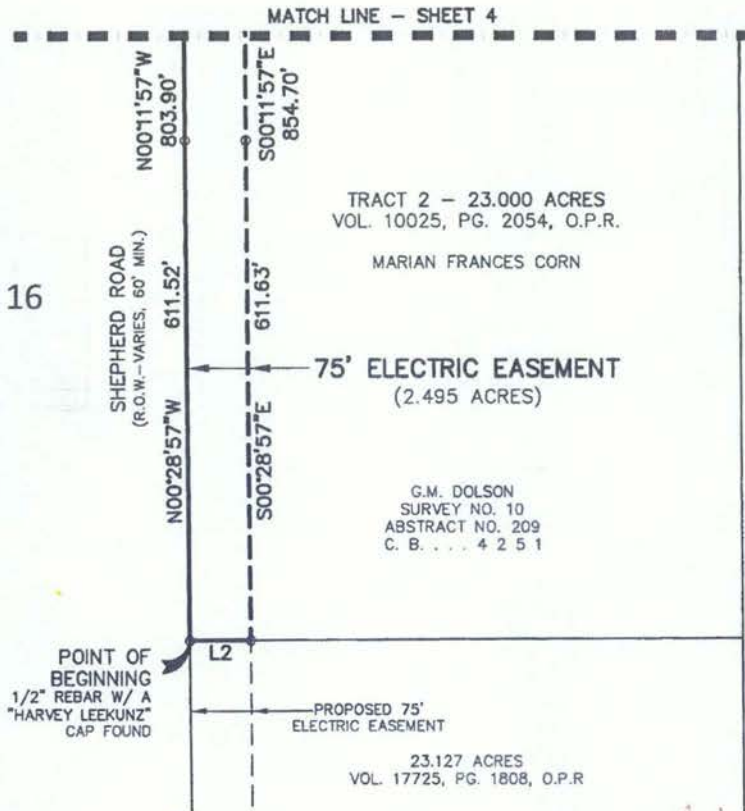 MATCH LINE – SHEET 4
N00°11'57"W
803.90'
S00°11'57"E
854.70'
TRACT 2 – 23.000 ACRES
VOL. 10025, PG. 2054, O.P.R.
MARIAN FRANCES CORN
16
SHEPHERD ROAD
(R.O.W.–VARIES, 60' MIN.)
611.52'
611.63'
75' ELECTRIC EASEMENT
(2.495 ACRES)
N00°28'57"W
S00°28'57"E
G.M. DOLSON
SURVEY NO. 10
ABSTRACT NO. 209
C. B. . . . 4 2 5 1
L2
POINT OF
BEGINNING
1/2" REBAR W/ A
"HARVEY LEEKUNZ"
CAP FOUND
PROPOSED 75'
ELECTRIC EASEMENT
23.127 ACRES
VOL. 17725, PG. 1808, O.P.R